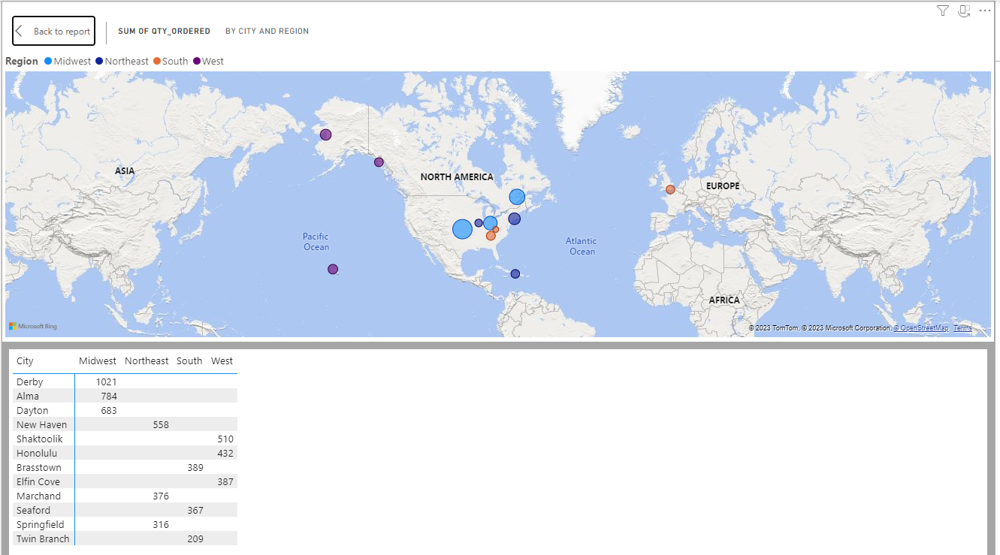 Back to report SUM OF QTY_ORDERED BY CITY AND REGION
Region Midwest Northeast South West
ASIA
NORTH AMERICA
EUROPE
Pacific
Ocean
Atlantic
Ocean
AFRICA
Microsoft Bing
© 2023 TomTom, © 2023 Microsoft Corporation, © OpenStreetMap Terms
City Midwest Northeast South West
Derby 1021
Alma 784
Dayton 683
New Haven 558
Shaktoolik 510
Honolulu 432
Brasstown 389
Elfin Cove 387
Marchand 376
Seaford 367
Springfield 316
Twin Branch 209